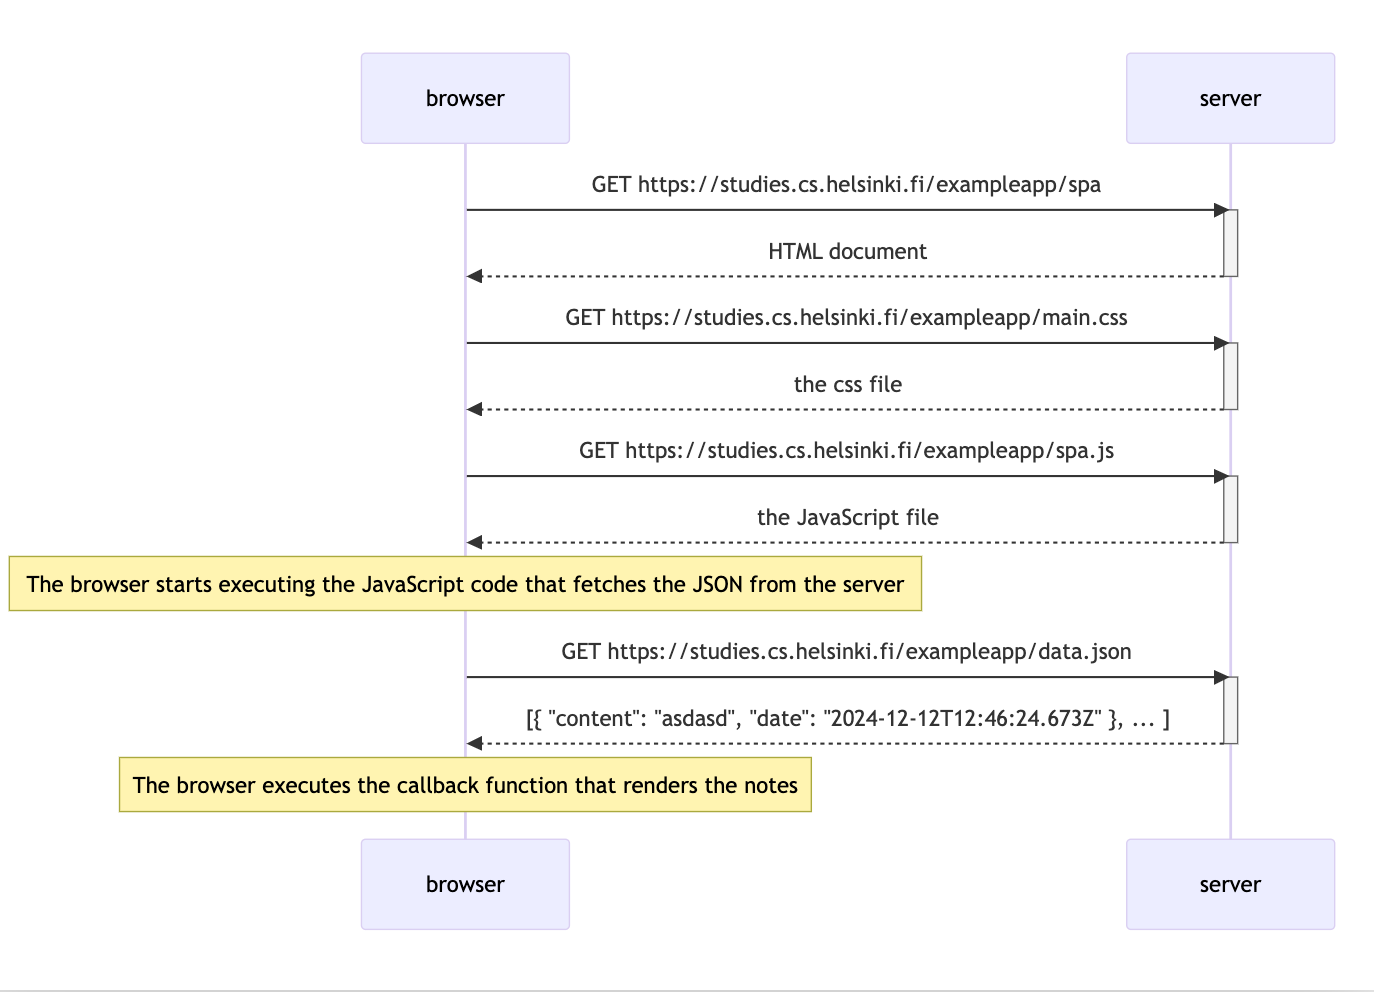 browser
server
GET https://studies.cs.helsinki.fi/exampleapp/spa
HTML document
GET https://studies.cs.helsinki.fi/exampleapp/main.css
the css file
GET https://studies.cs.helsinki.fi/exampleapp/spa.js
the JavaScript file
The browser starts executing the JavaScript code that fetches the JSON from the server
GET https://studies.cs.helsinki.fi/exampleapp/data.json
[{ "content": "asdasd", "date": "2024-12-12T12:46:24.673Z" }, ... ]
The browser executes the callback function that renders the notes
browser
server